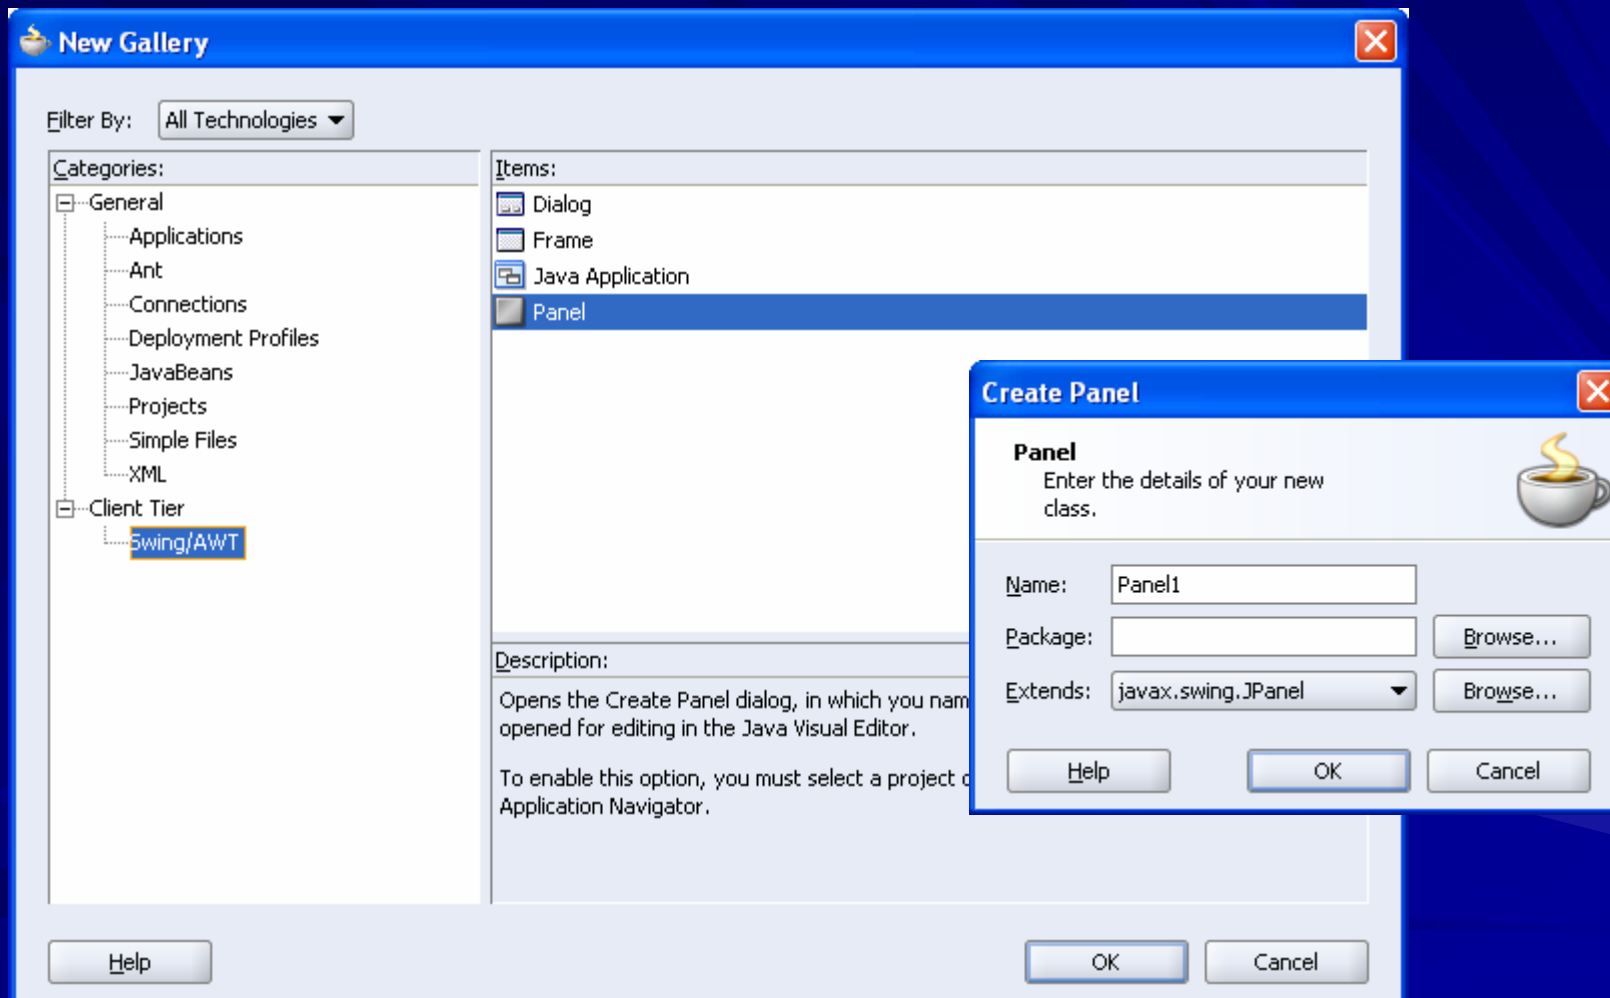 New Gallery
Filter By: All Technologies
Categories:
General
Applications
Ant
Connections
Deployment Profiles
JavaBeans
Projects
Simple Files
XML
Client Tier
Swing/AWT
Items:
Dialog
Frame
Java Application
Panel
Description:
Opens the Create Panel dialog, in which you nam
opened for editing in the Java Visual Editor.
To enable this option, you must select a project
Application Navigator.
Help
OK
Cancel
Create Panel
Panel
Enter the details of your new
class.
Name: Panel1
Package: Browse...
Extends: javax.swing.JPanel Browse...
Help
OK
Cancel